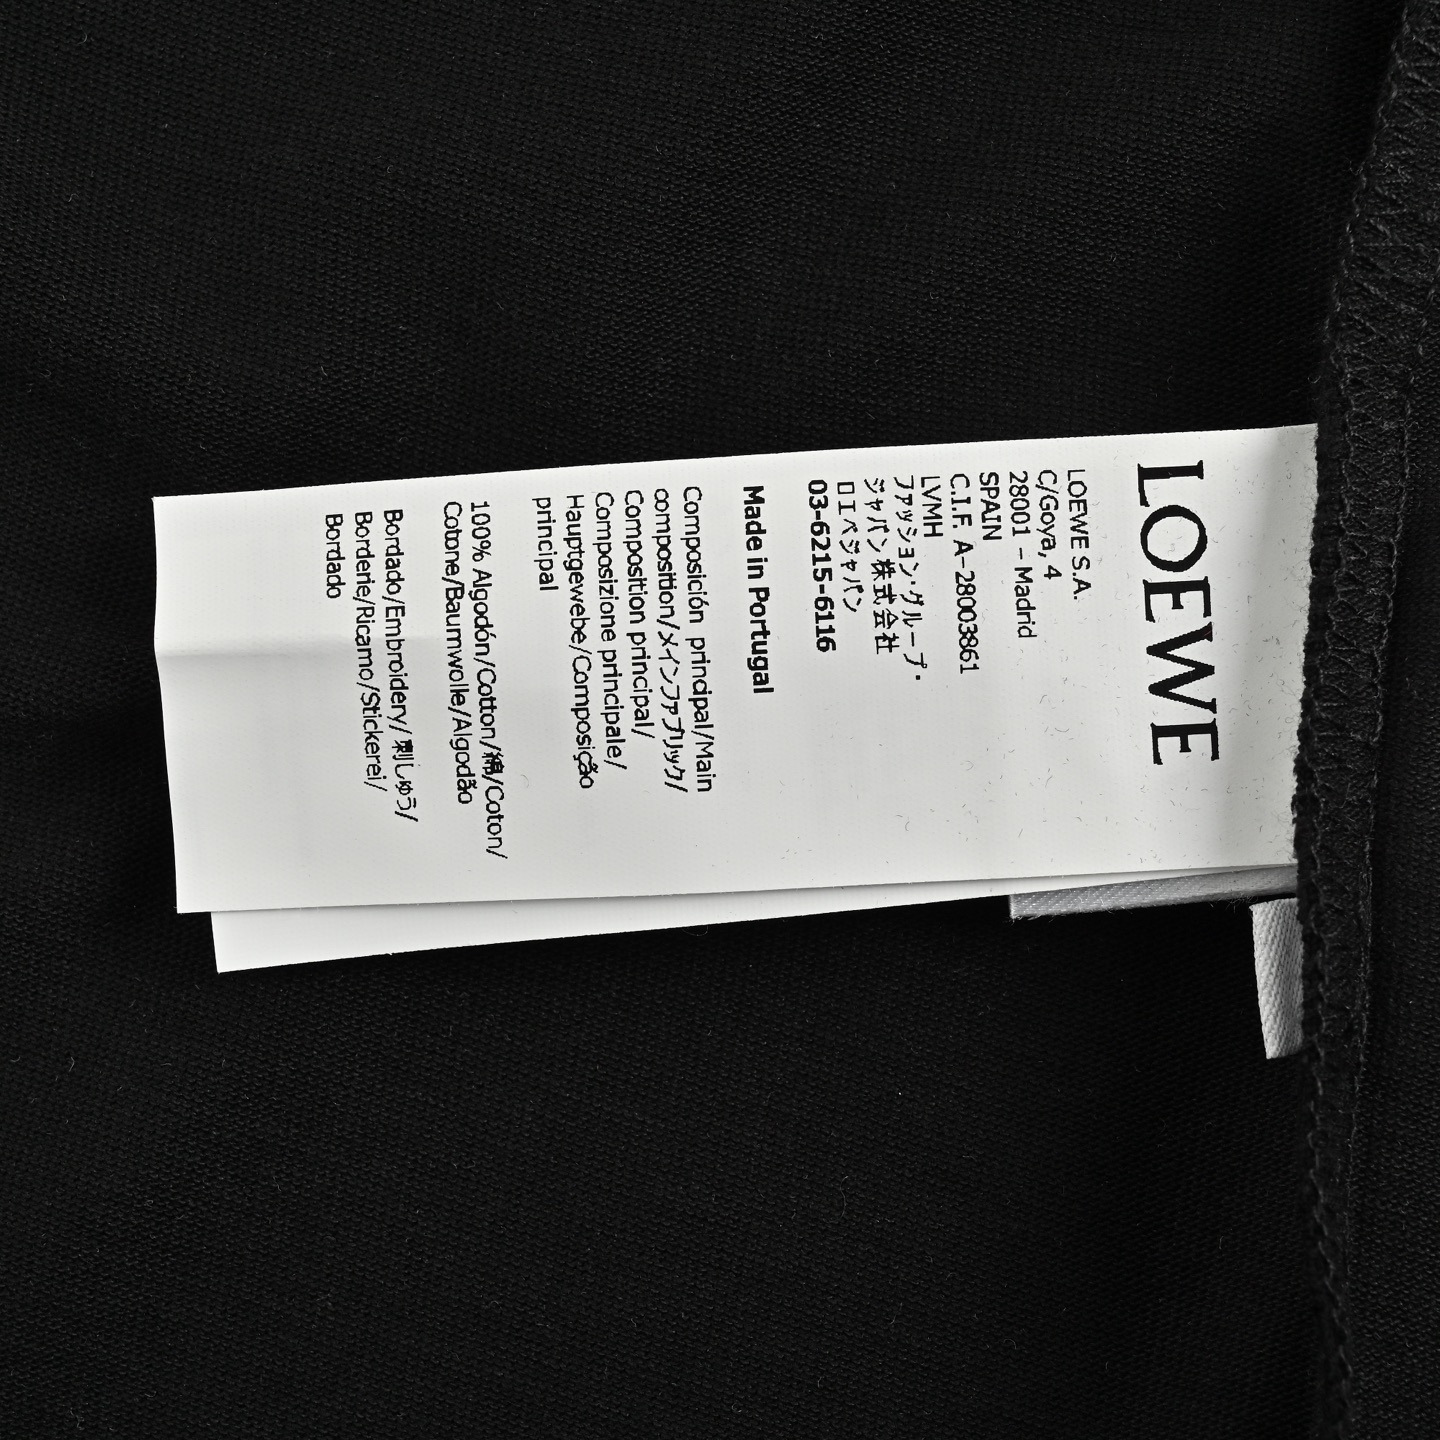 LOEWE
LOEWE S.A.
C/Goya, 4
28001 – Madrid
SPAIN
C.I.F. A-28003861
LVMH
ファッション・グループ・
ジャパン株式会社
ロエベジャパン
03-6215-6116
Made in Portugal
Composición principal/Main
composition/メインファブリック/
Composition principal/
Composizione principale/
Hauptgewebe/Composição
principal
100% Algodón/Cotton/綿/Coton/
Cotone/Baumwolle/Algodão
Bordado/Embroidery/ 刺しゅう/
Borderie/Ricamo/Stickerei/
Bordado